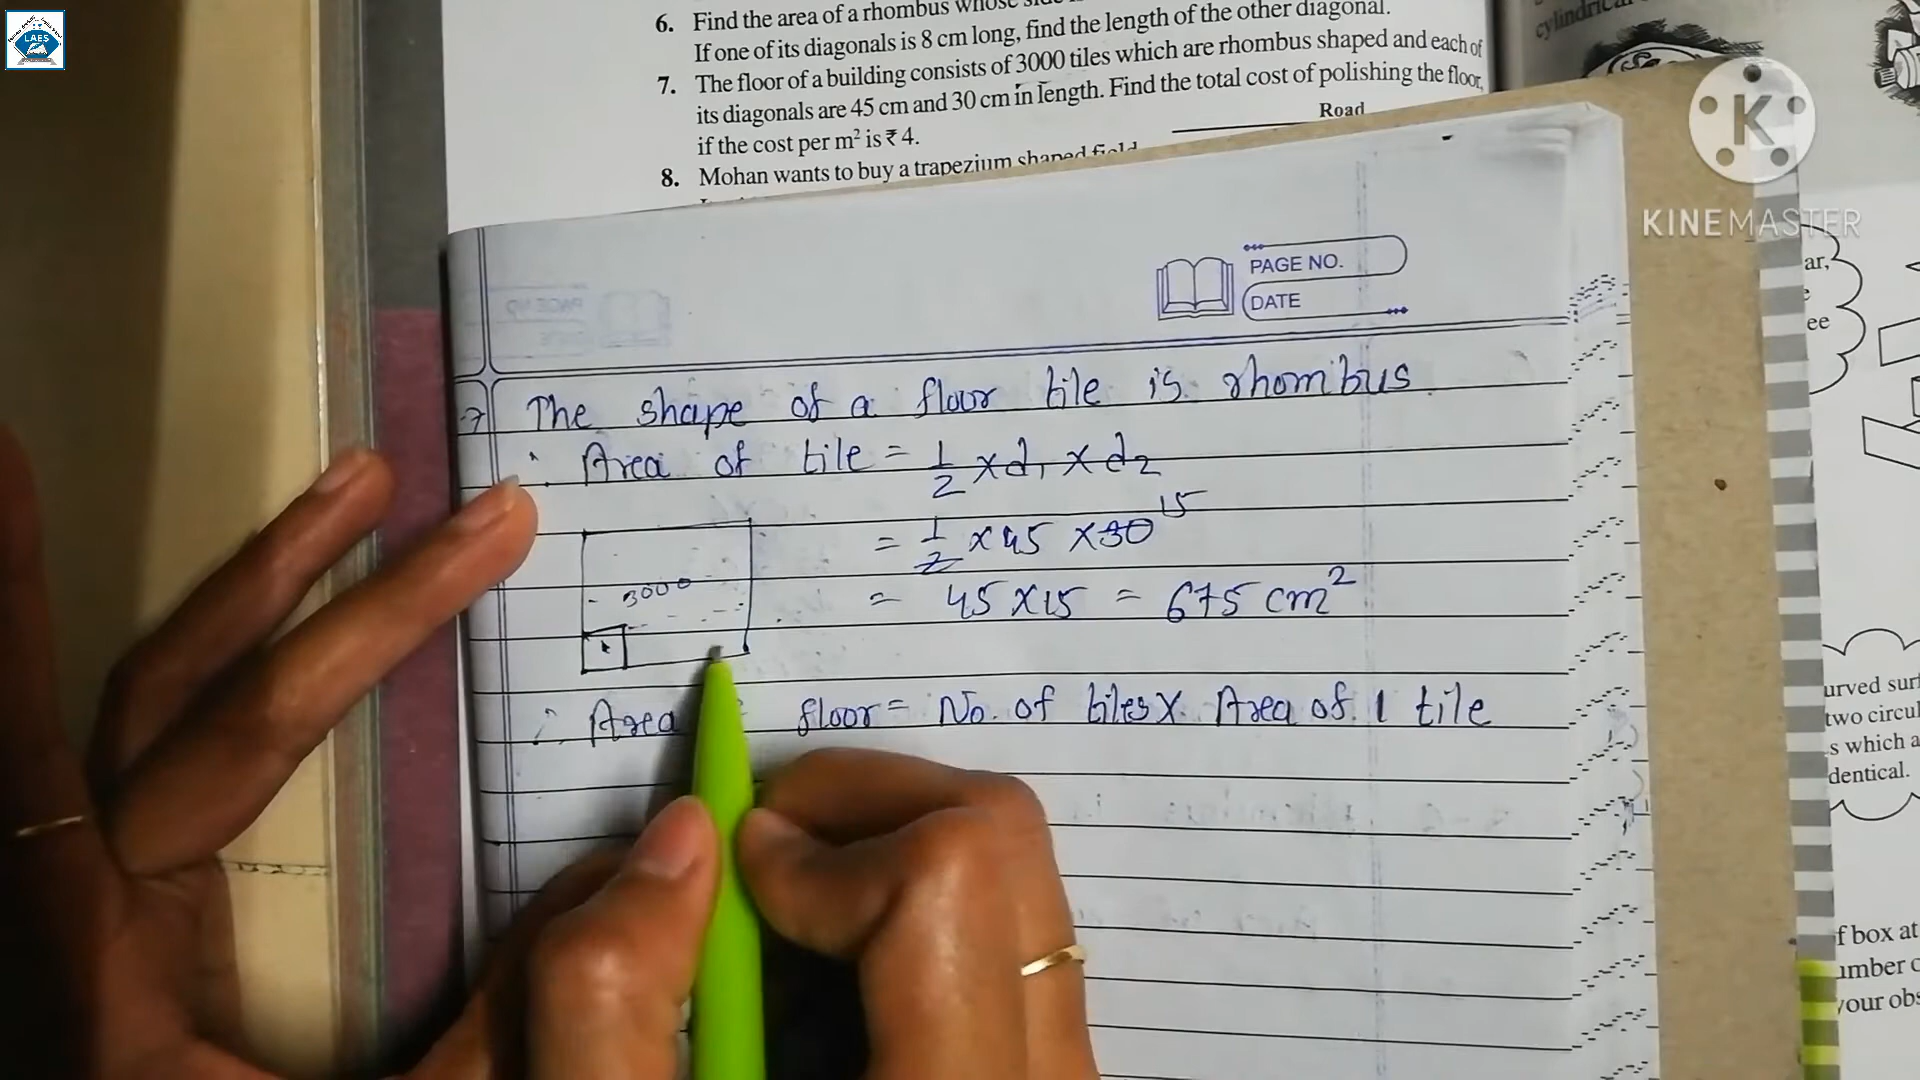 LAES
6. Find the area of a rhombus whose
If one of its diagonals is 8 cm long, find the length of the other diagonal.
7. The floor of a building consists of 3000 tiles which are rhombus shaped and each of
its diagonals are 45 cm and 30 cm in length. Find the total cost of polishing the floor,
if the cost per m² is ₹ 4.
8. Mohan wants to buy a trapezium shaped field
Road
cylindrical
K
KINEMASTER
PAGE NO.
DATE
7 The shape of a floor tile is rhombus.
∴ Area of tile = 1/2 × d1 × d2
= 1/2 × 45 × 30 15
3000
= 45 × 15 = 675 cm²
∴ Area floor = No. of tiles × Area of 1 tile
ar,
ee
urved surf
two circul
s which a
dentical.
f box at
umber o
your obs